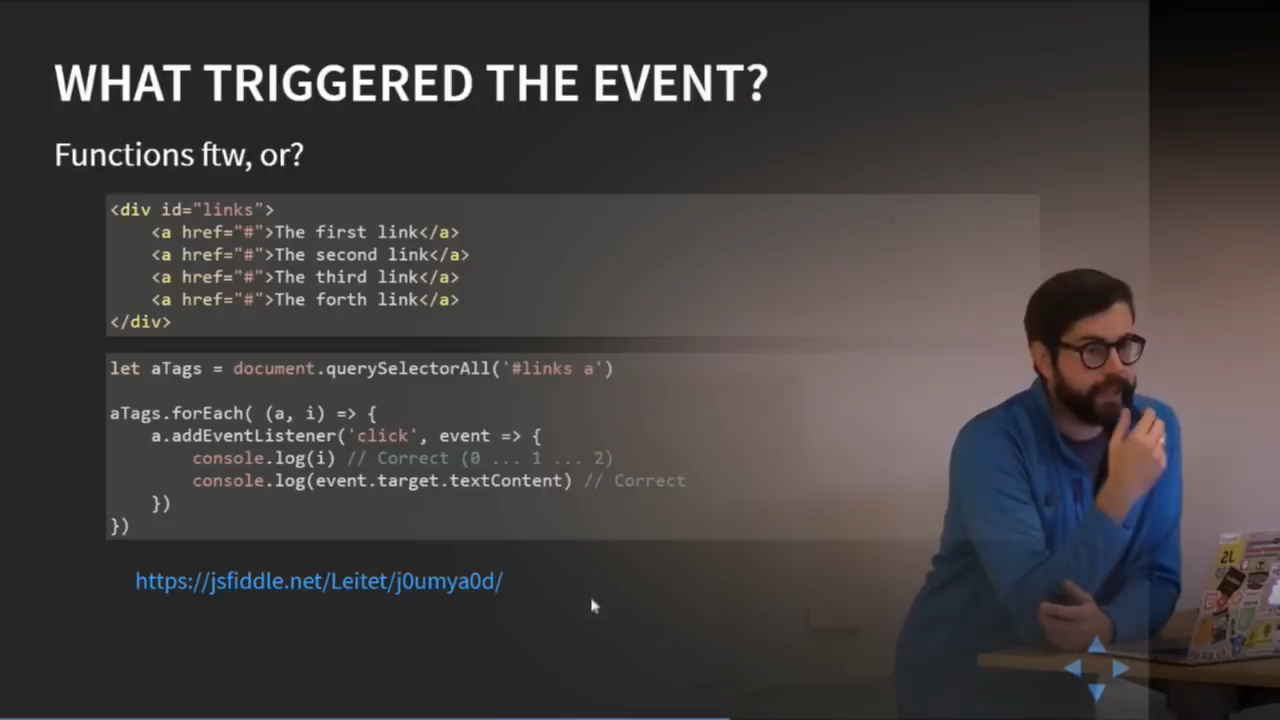 WHAT TRIGGERED THE EVENT?
Functions ftw, or?
<div id="links">
    <a href="#">The first link</a>
    <a href="#">The second link</a>
    <a href="#">The third link</a>
    <a href="#">The forth link</a>
</div>
let aTags = document.querySelectorAll('#links a')
aTags.forEach( (a, i) => {
    a.addEventListener('click', event => {
        console.log(i) // Correct (0 ... 1 ... 2)
        console.log(event.target.textContent) // Correct
    })
})
https://jsfiddle.net/Leitet/j0umya0d/